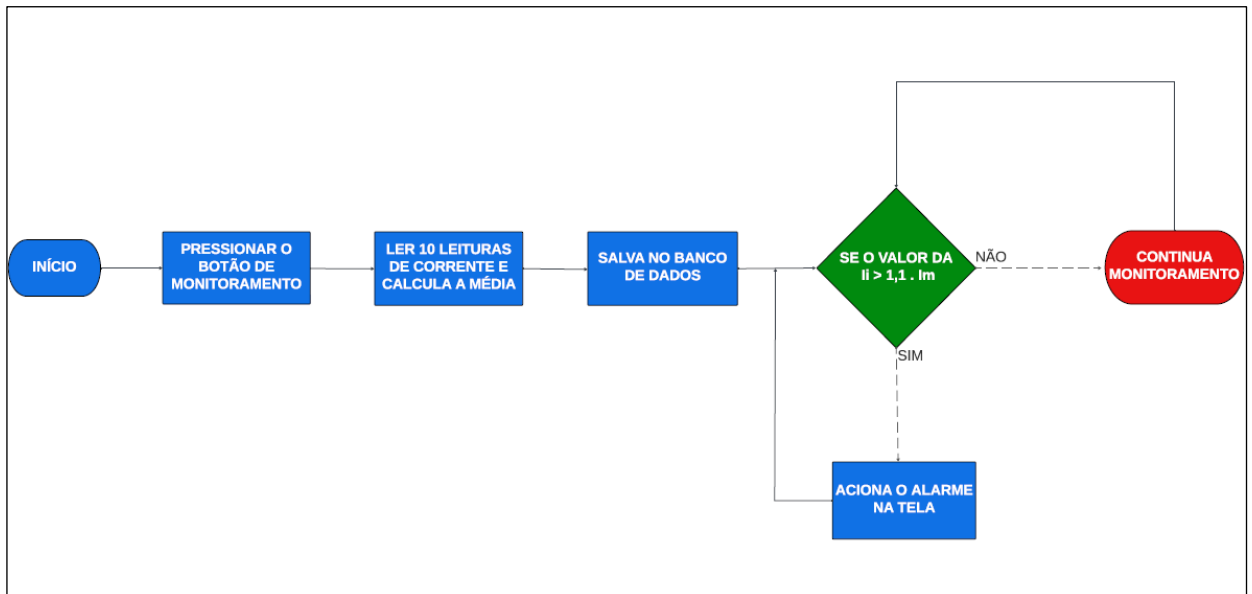 INÍCIO
PRESSIONAR O
BOTÃO DE
MONITORAMENTO
LER 10 LEITURAS
DE CORRENTE E
CALCULA A MÉDIA
SALVA NO BANCO
DE DADOS
SE O VALOR DA
Ii > 1,1 . Im
NÃO
CONTINUA
MONITORAMENTO
SIM
ACIONA O ALARME
NA TELA